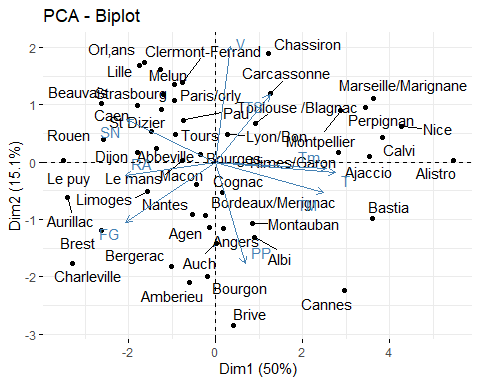 PCA - Biplot
Orl,ans
Clermont-Ferrand
V
Chassiron
Lille
Melun
Carcassonne
Beauvais
Strasbourg
Paris/orly
Marseille/Marignane
Caen
St Dizier
Pau
Toulouse /Blagnac
Perpignan
Rouen
SN
Tours
Lyon/Bron
Montpellier
Nice
Dijon
Abbeville
Bourges
Nimes/Garon
Tm
Calvi
Le puy
RA
Le mans
Macon
Ajaccio
Alistro
T
Limoges
Cognac
Aurillac
Nantes
Bordeaux/Merignac
Bastia
Brest
FG
Agen
Angers
Montauban
Bergerac
Auch
PP
Albi
Charleville
Amberieu
Bourgon
Cannes
Brive
2
1
0
-1
-2
-3
-2
0
2
4
Dim1 (50%)
Dim2 (15.1%)